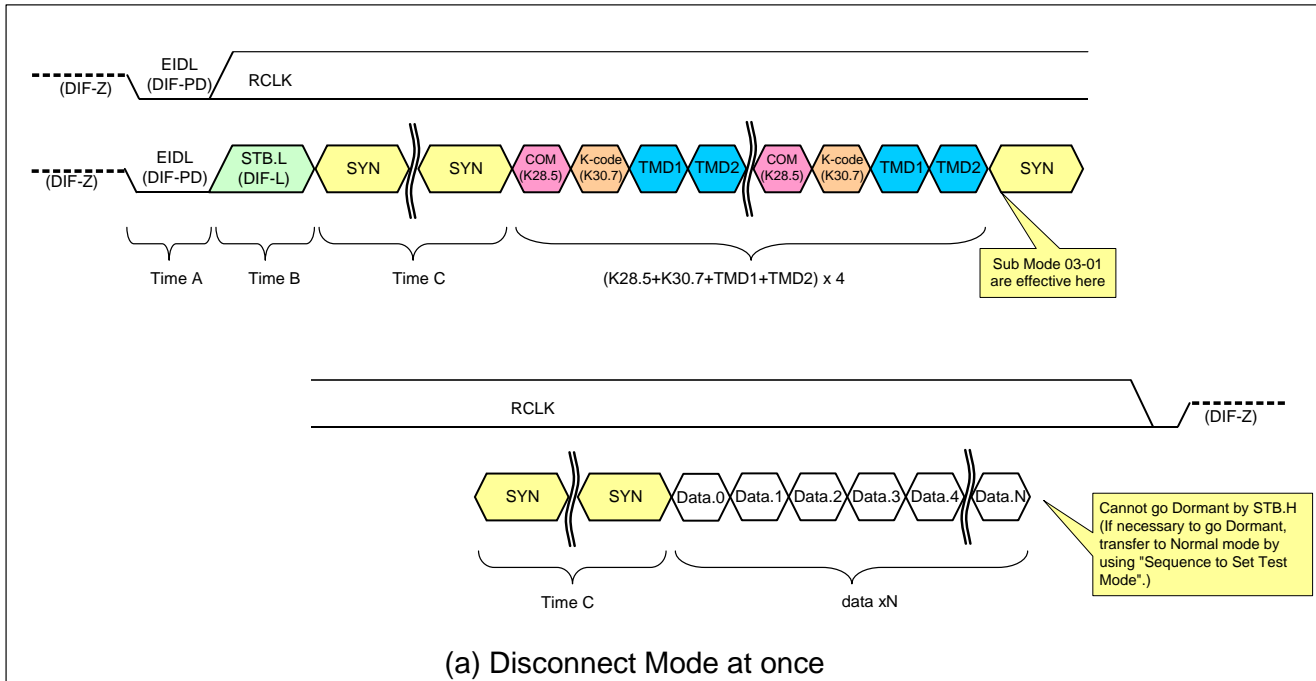 EIDL
(DIF-PD)
(DIF-Z)
RCLK
EIDL
(DIF-PD)
(DIF-Z)
STB.L
(DIF-L)
SYN
SYN
COM
(K28.5)
K-code
(K30.7)
TMD1
TMD2
COM
(K28.5)
K-code
(K30.7)
TMD1
TMD2
SYN
Time A
Time B
Time C
(K28.5+K30.7+TMD1+TMD2) x 4
Sub Mode 03-01
are effective here
RCLK
(DIF-Z)
SYN
SYN
Data.0
Data.1
Data.2
Data.3
Data.4
Data.N
Cannot go Dormant by STB.H
(If necessary to go Dormant,
transfer to Normal mode by
using "Sequence to Set Test
Mode".)
Time C
data xN
(a) Disconnect Mode at once